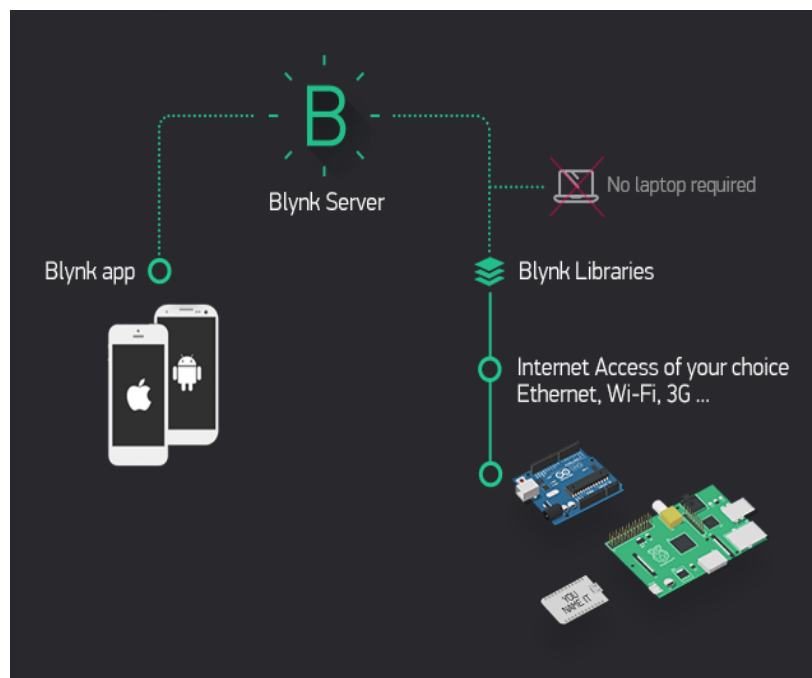 B
Blynk Server
No laptop required
Blynk app
Blynk Libraries
Internet Access of your choice
Ethernet, Wi-Fi, 3G ...
YOU
NAME IT